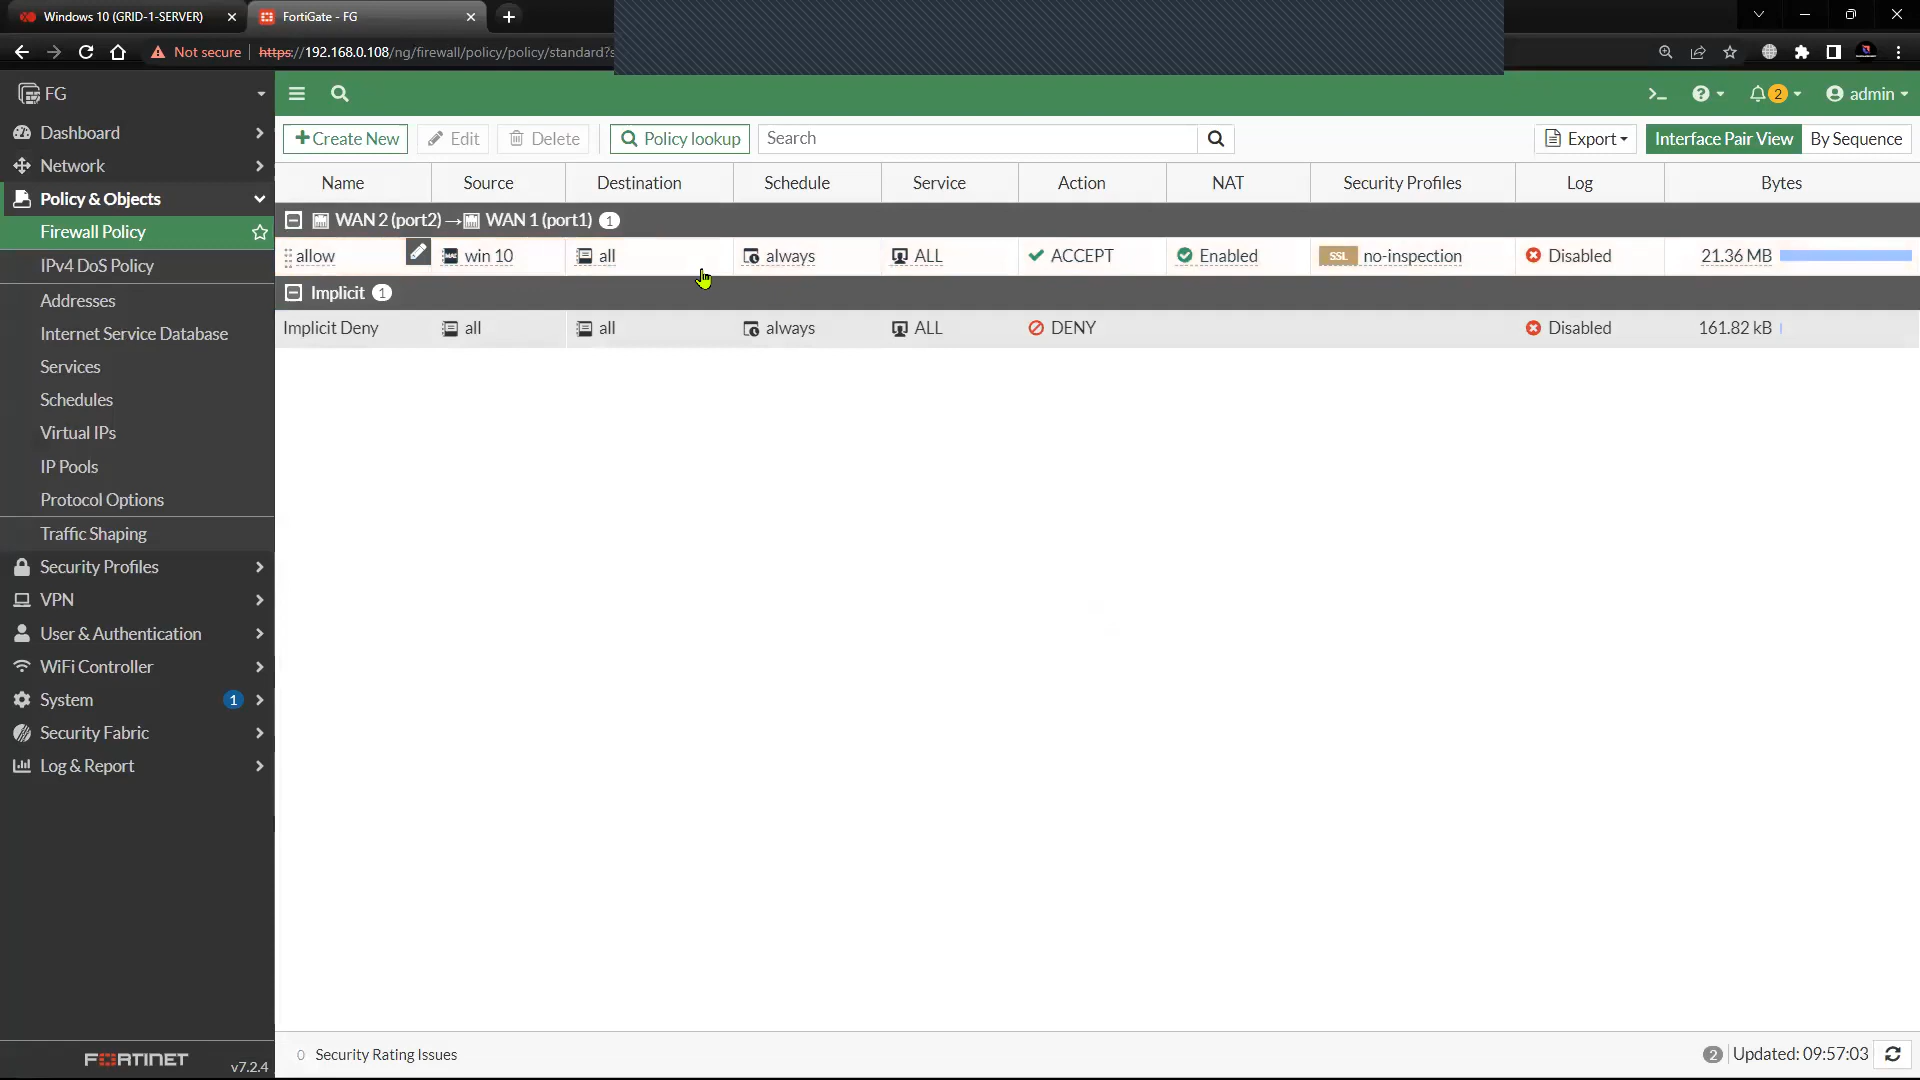 Windows 10 (GRID-1-SERVER)
FortiGate - FG
Not secure
https://192.168.0.108/ng/firewall/policy/policy/standard?s
FG
admin
2
Dashboard
Network
Policy & Objects
Firewall Policy
IPv4 DoS Policy
Addresses
Internet Service Database
Services
Schedules
Virtual IPs
IP Pools
Protocol Options
Traffic Shaping
Security Profiles
VPN
User & Authentication
WiFi Controller
System 1
Security Fabric
Log & Report
FORTINET v7.2.4
+Create New Edit Delete Policy lookup Search Export Interface Pair View By Sequence
Name Source Destination Schedule Service Action NAT Security Profiles Log Bytes
WAN 2 (port2) → WAN 1 (port1) 1
allow MAC win 10 all always ALL ACCEPT Enabled SSL no-inspection Disabled 21.36 MB
Implicit 1
Implicit Deny all all always ALL DENY Disabled 161.82 kB
0 Security Rating Issues
2 Updated: 09:57:03